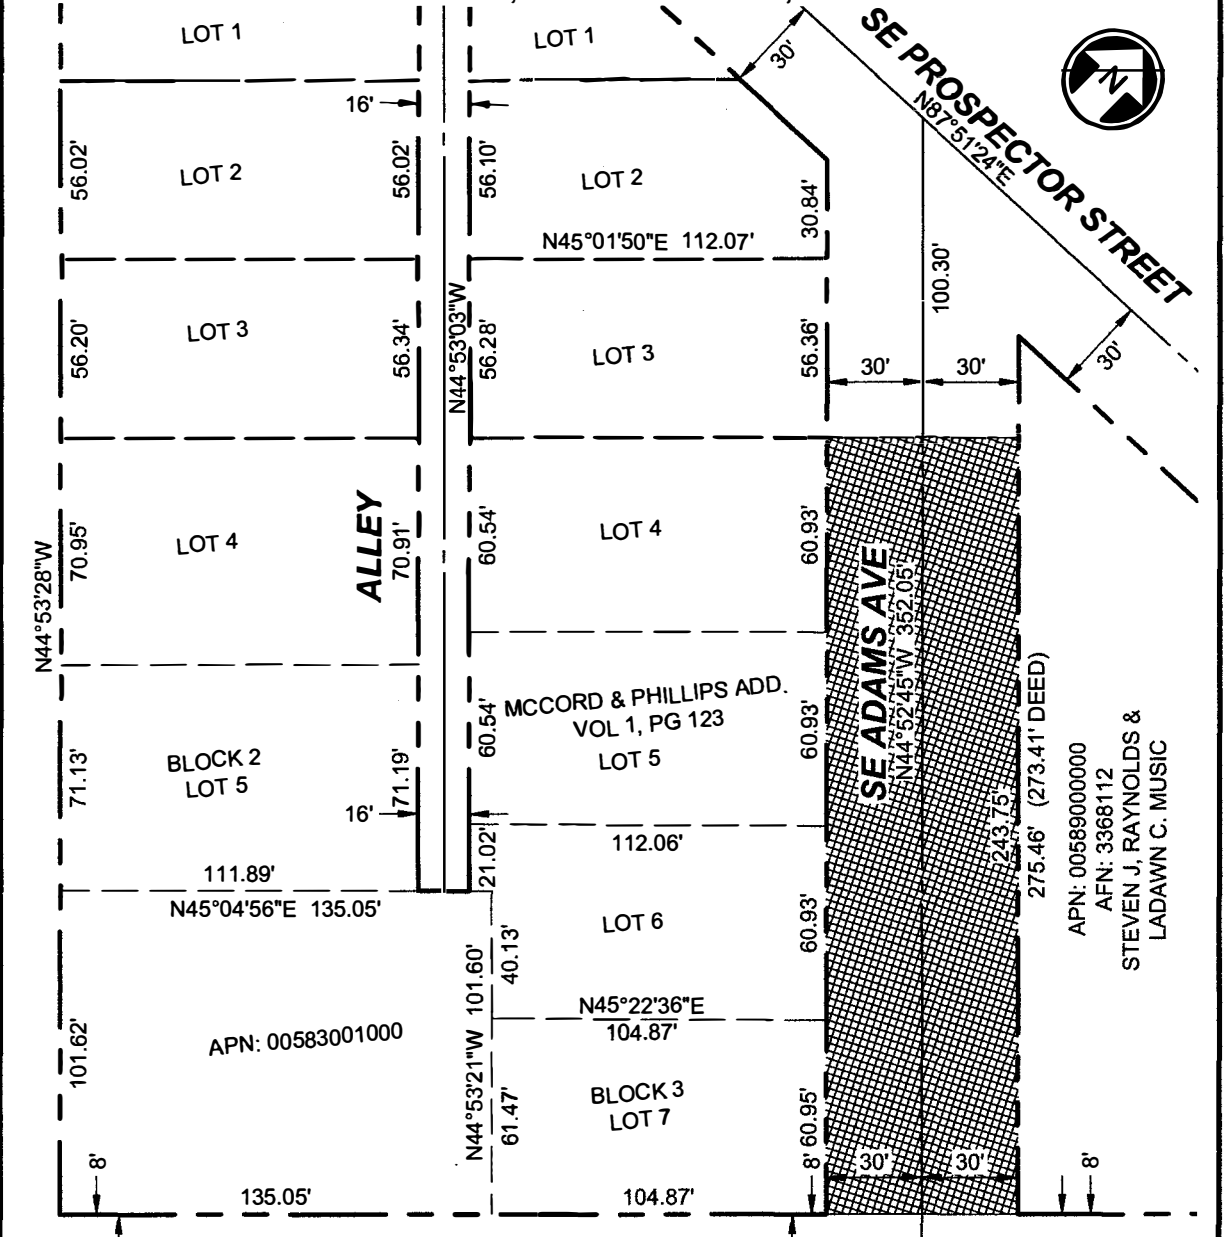 LOT 1
LOT 1
30'
SE PROSPECTOR STREET
N87°51'24"E
N
16'
56.02'
LOT 2
56.02'
56.10'
LOT 2
30.84'
N45°01'50"E 112.07'
100.30'
56.20'
LOT 3
56.34'
N44°53'03"W
56.28'
LOT 3
56.36'
30'
30'
30'
N44°53'28"W
70.95'
LOT 4
ALLEY
70.91'
60.54'
LOT 4
60.93'
SE ADAMS AVE
N44°52'45"W 352.05'
MCCORD & PHILLIPS ADD.
VOL 1, PG 123
LOT 5
60.54'
60.93'
71.13'
BLOCK 2
LOT 5
71.19'
16'
243.75'
275.46' (273.41' DEED)
APN: 00589000000
AFN: 3368112
STEVEN J, RAYNOLDS &
LADAWN C. MUSIC
112.06'
21.02'
111.89'
N45°04'56"E 135.05'
LOT 6
60.93'
40.13'
N44°53'21"W 101.60'
N45°22'36"E
104.87'
101.62'
APN: 00583001000
BLOCK 3
LOT 7
61.47'
60.95'
8'
8'
30'
30'
8'
135.05'
104.87'